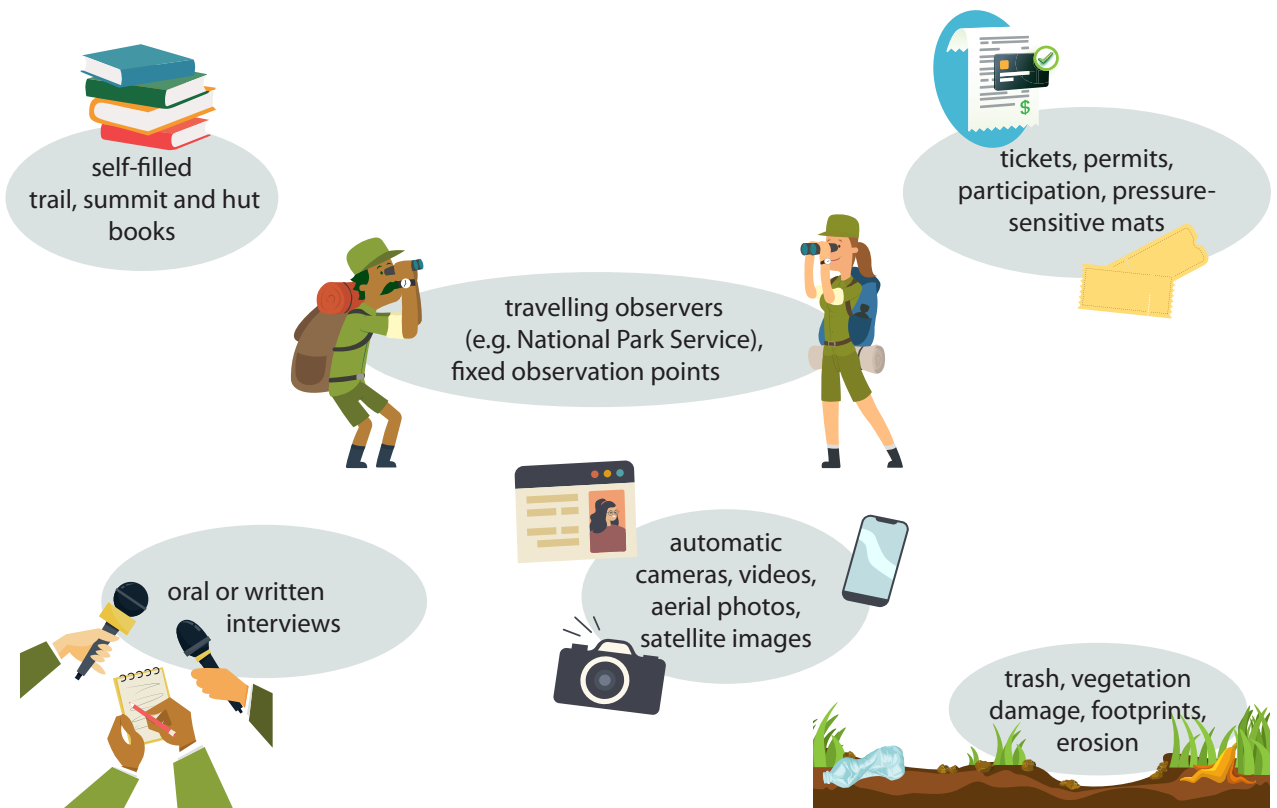 self-filled
trail, summit and hut
books
tickets, permits,
participation, pressure-
sensitive mats
$
travelling observers
(e.g. National Park Service),
fixed observation points
automatic
cameras, videos,
aerial photos,
satellite images
oral or written
interviews
trash, vegetation
damage, footprints,
erosion